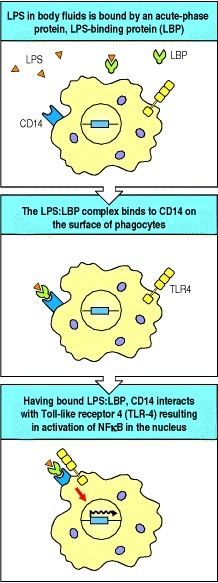 LPS in body fluids is bound by an acute-phase
protein, LPS-binding protein (LBP)
LPS
LBP
CD14
The LPS:LBP complex binds to CD14 on
the surface of phagocytes
TLR4
Having bound LPS:LBP, CD14 interacts
with Toll-like receptor 4 (TLR-4) resulting
in activation of NFκB in the nucleus